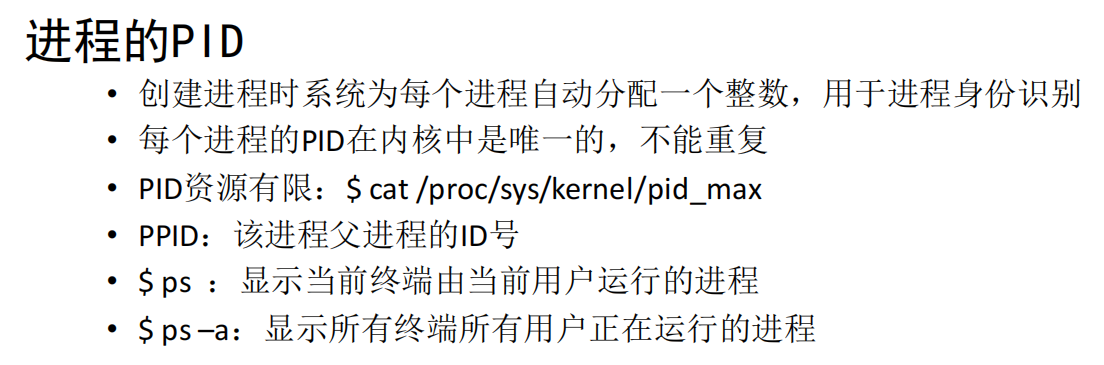 进程的PID
• 创建进程时系统为每个进程自动分配一个整数，用于进程身份识别
• 每个进程的PID在内核中是唯一的，不能重复
• PID资源有限：$ cat /proc/sys/kernel/pid_max
• PPID：该进程父进程的ID号
• $ ps ：显示当前终端由当前用户运行的进程
• $ ps –a：显示所有终端所有用户正在运行的进程